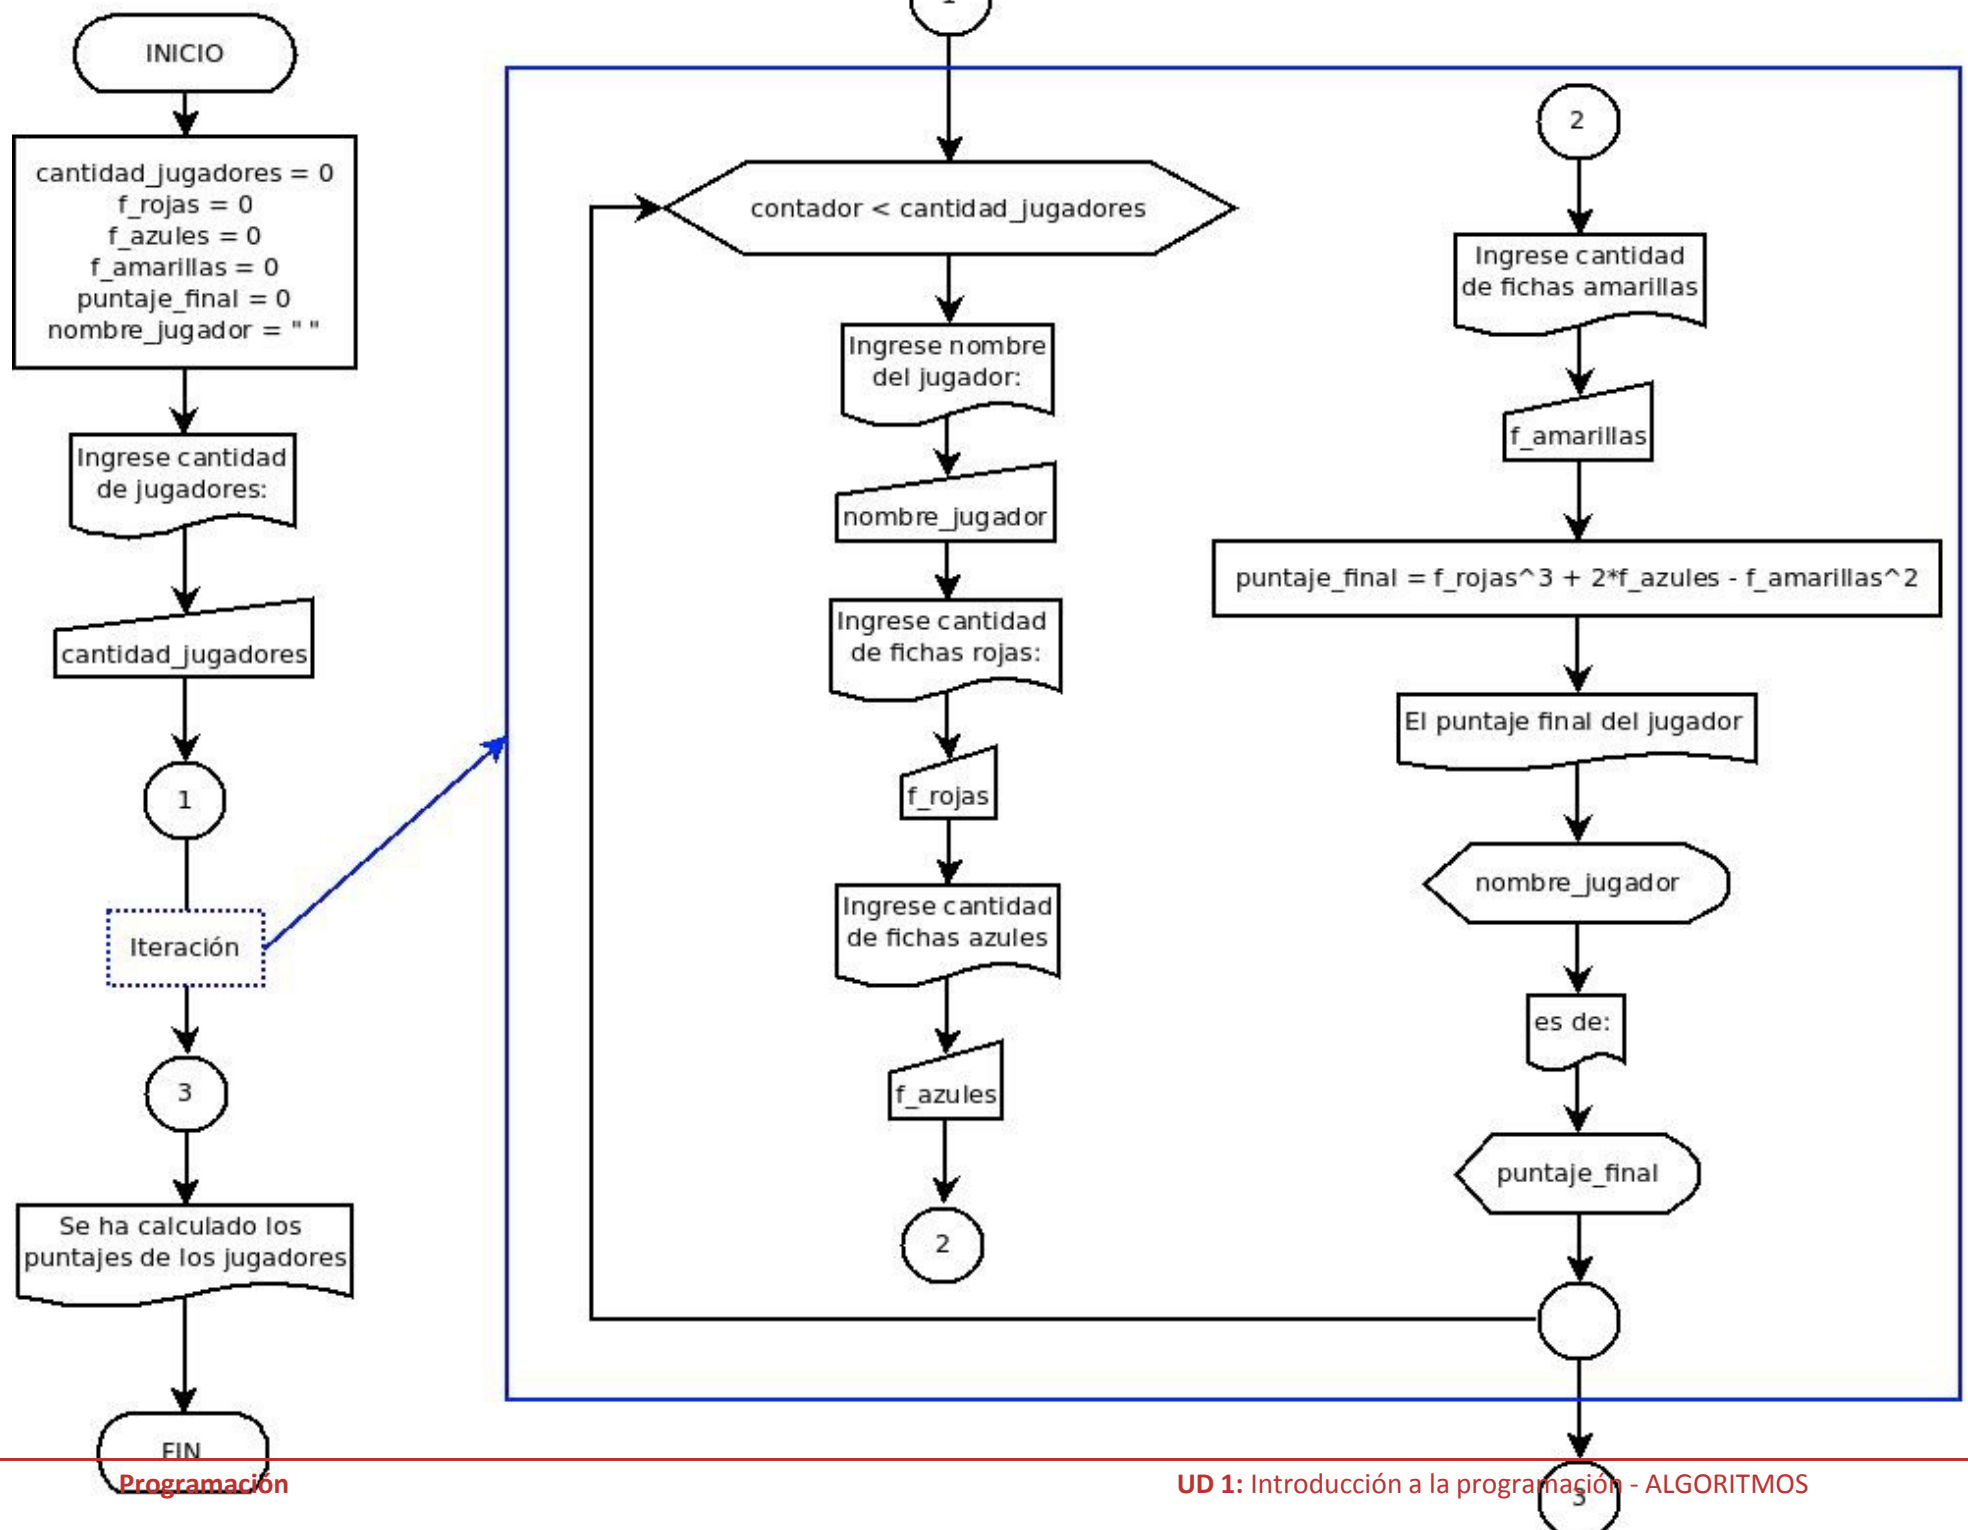 INICIO
cantidad_jugadores = 0
f_rojas = 0
f_azules = 0
f_amarillas = 0
puntaje_final = 0
nombre_jugador = " "
Ingrese cantidad
de jugadores:
cantidad_jugadores
1
Iteración
3
Se ha calculado los
puntajes de los jugadores
FIN
contador < cantidad_jugadores
Ingrese nombre
del jugador:
nombre_jugador
Ingrese cantidad
de fichas rojas:
f_rojas
Ingrese cantidad
de fichas azules
f_azules
2
2
Ingrese cantidad
de fichas amarillas
f_amarillas
puntaje_final = f_rojas^3 + 2*f_azules - f_amarillas^2
El puntaje final del jugador
nombre_jugador
es de:
puntaje_final
3
Programación
UD 1: Introducción a la programación - ALGORITMOS